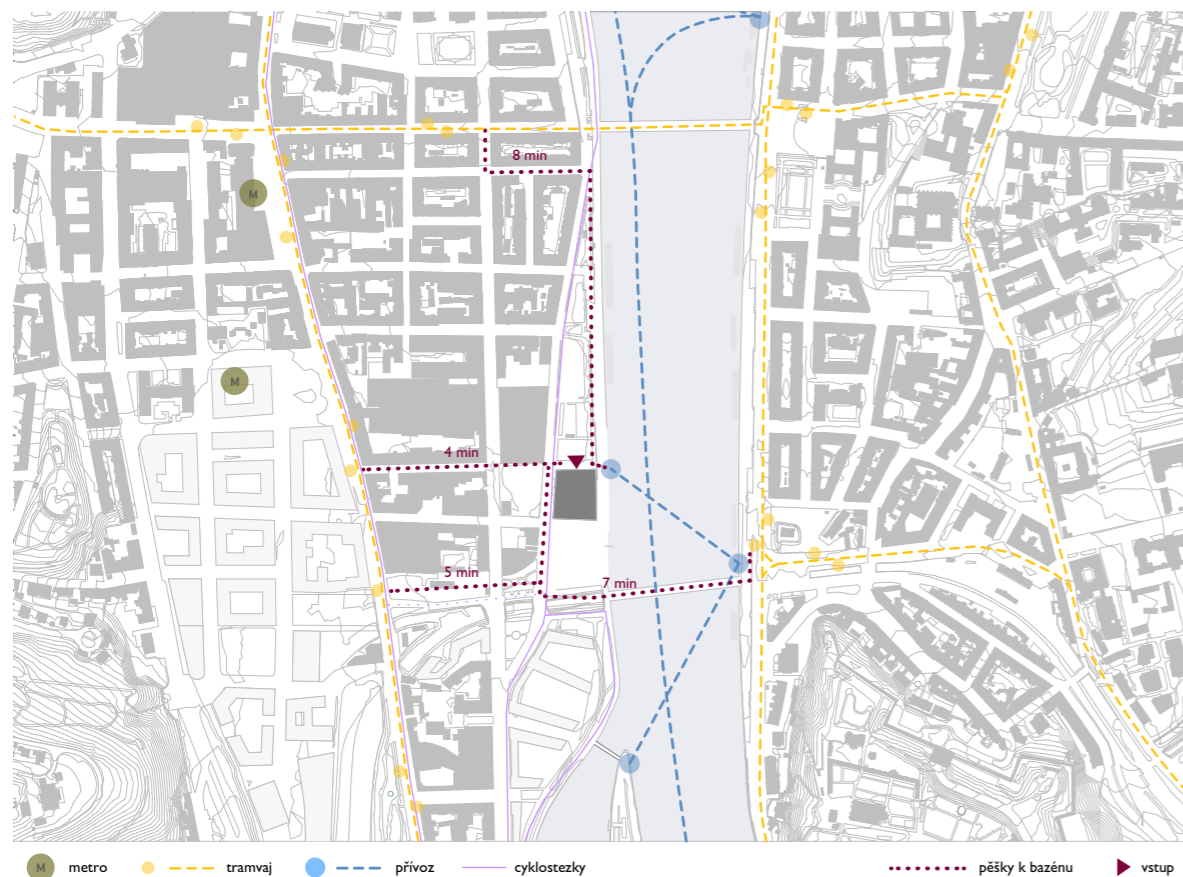 8 min
M
M
4 min
5 min
7 min
M metro tramvaj přívoz cyklostezky pěšky k bazénu vstup